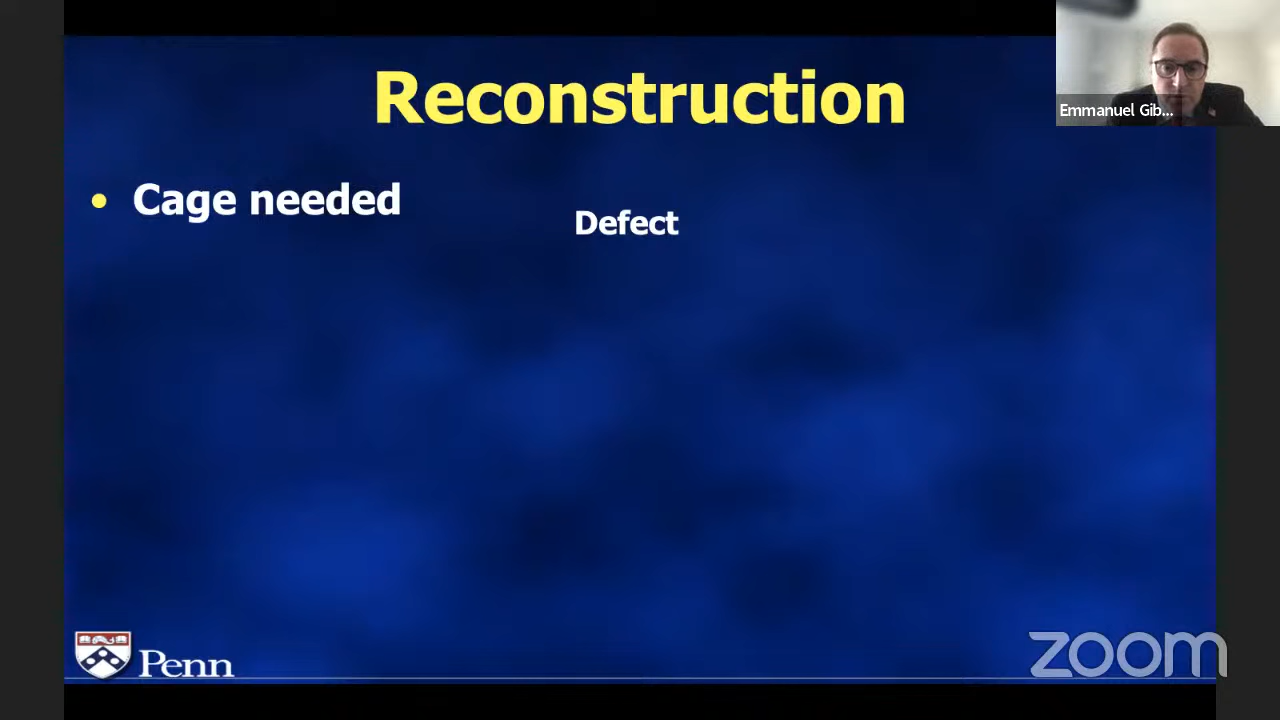 Reconstruction
Emmanuel Gib...
• Cage needed
Defect
Penn
zoom